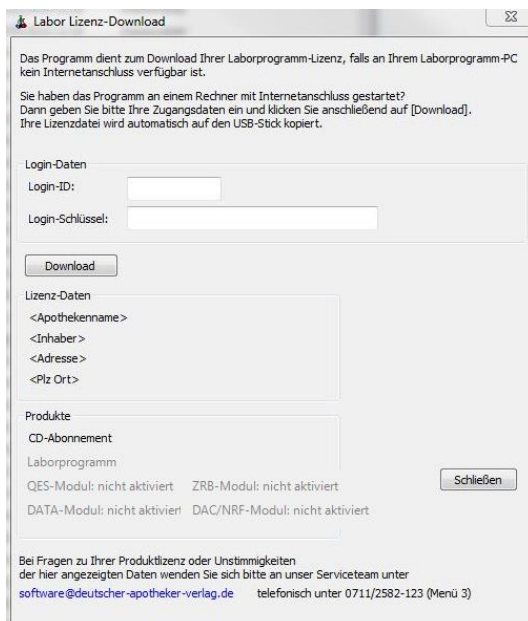 Labor Lizenz-Download
Das Programm dient zum Download Ihrer Laborprogramm-Lizenz, falls an Ihrem Laborprogramm-PC
kein Internetanschluss verfügbar ist.
Sie haben das Programm an einem Rechner mit Internetanschluss gestartet?
Dann geben Sie bitte Ihre Zugangsdaten ein und klicken Sie anschließend auf [Download].
Ihre Lizenzdatei wird automatisch auf den USB-Stick kopiert.
Login-Daten
Login-ID:
Login-Schlüssel:
Download
Lizenz-Daten
<Apothekenname>
<Inhaber>
<Adresse>
<Plz Ort>
Produkte
CD-Abonnement
Laborprogramm
QES-Modul: nicht aktiviert ZRB-Modul: nicht aktiviert
DATA-Modul: nicht aktiviert DAC/NRF-Modul: nicht aktiviert
Schließen
Bei Fragen zu Ihrer Produktlizenz oder Unstimmigkeiten
der hier angezeigten Daten wenden Sie sich bitte an unser Serviceteam unter
software@deutscher-apotheker-verlag.de telefonisch unter 0711/2582-123 (Menü 3)